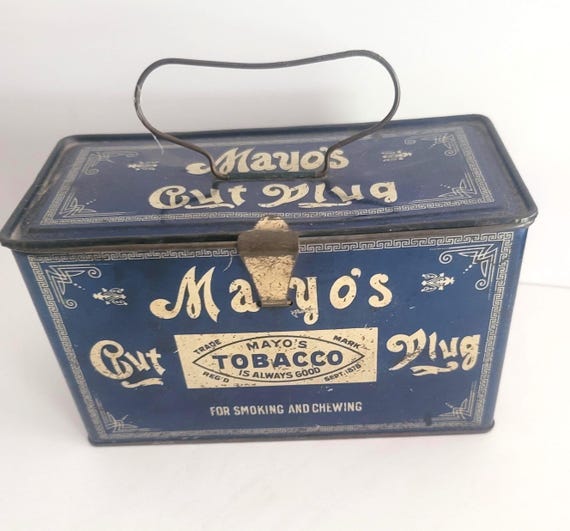 Mayo's
Cut Plug
Mayo's
Cut Plug
TRADE MARK
MAYO'S
TOBACCO
IS ALWAYS GOOD
REG'D SEPT. 1878
FOR SMOKING AND CHEWING